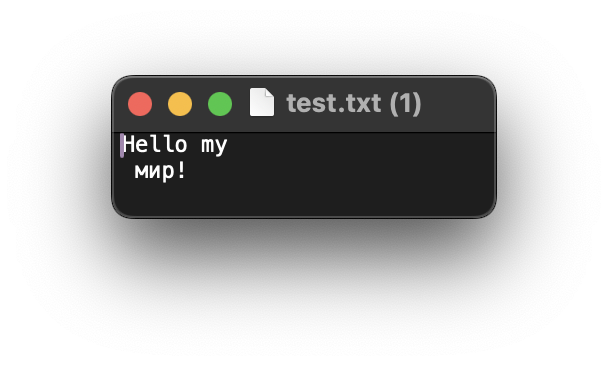 test.txt (1)
Hello my
 мир!